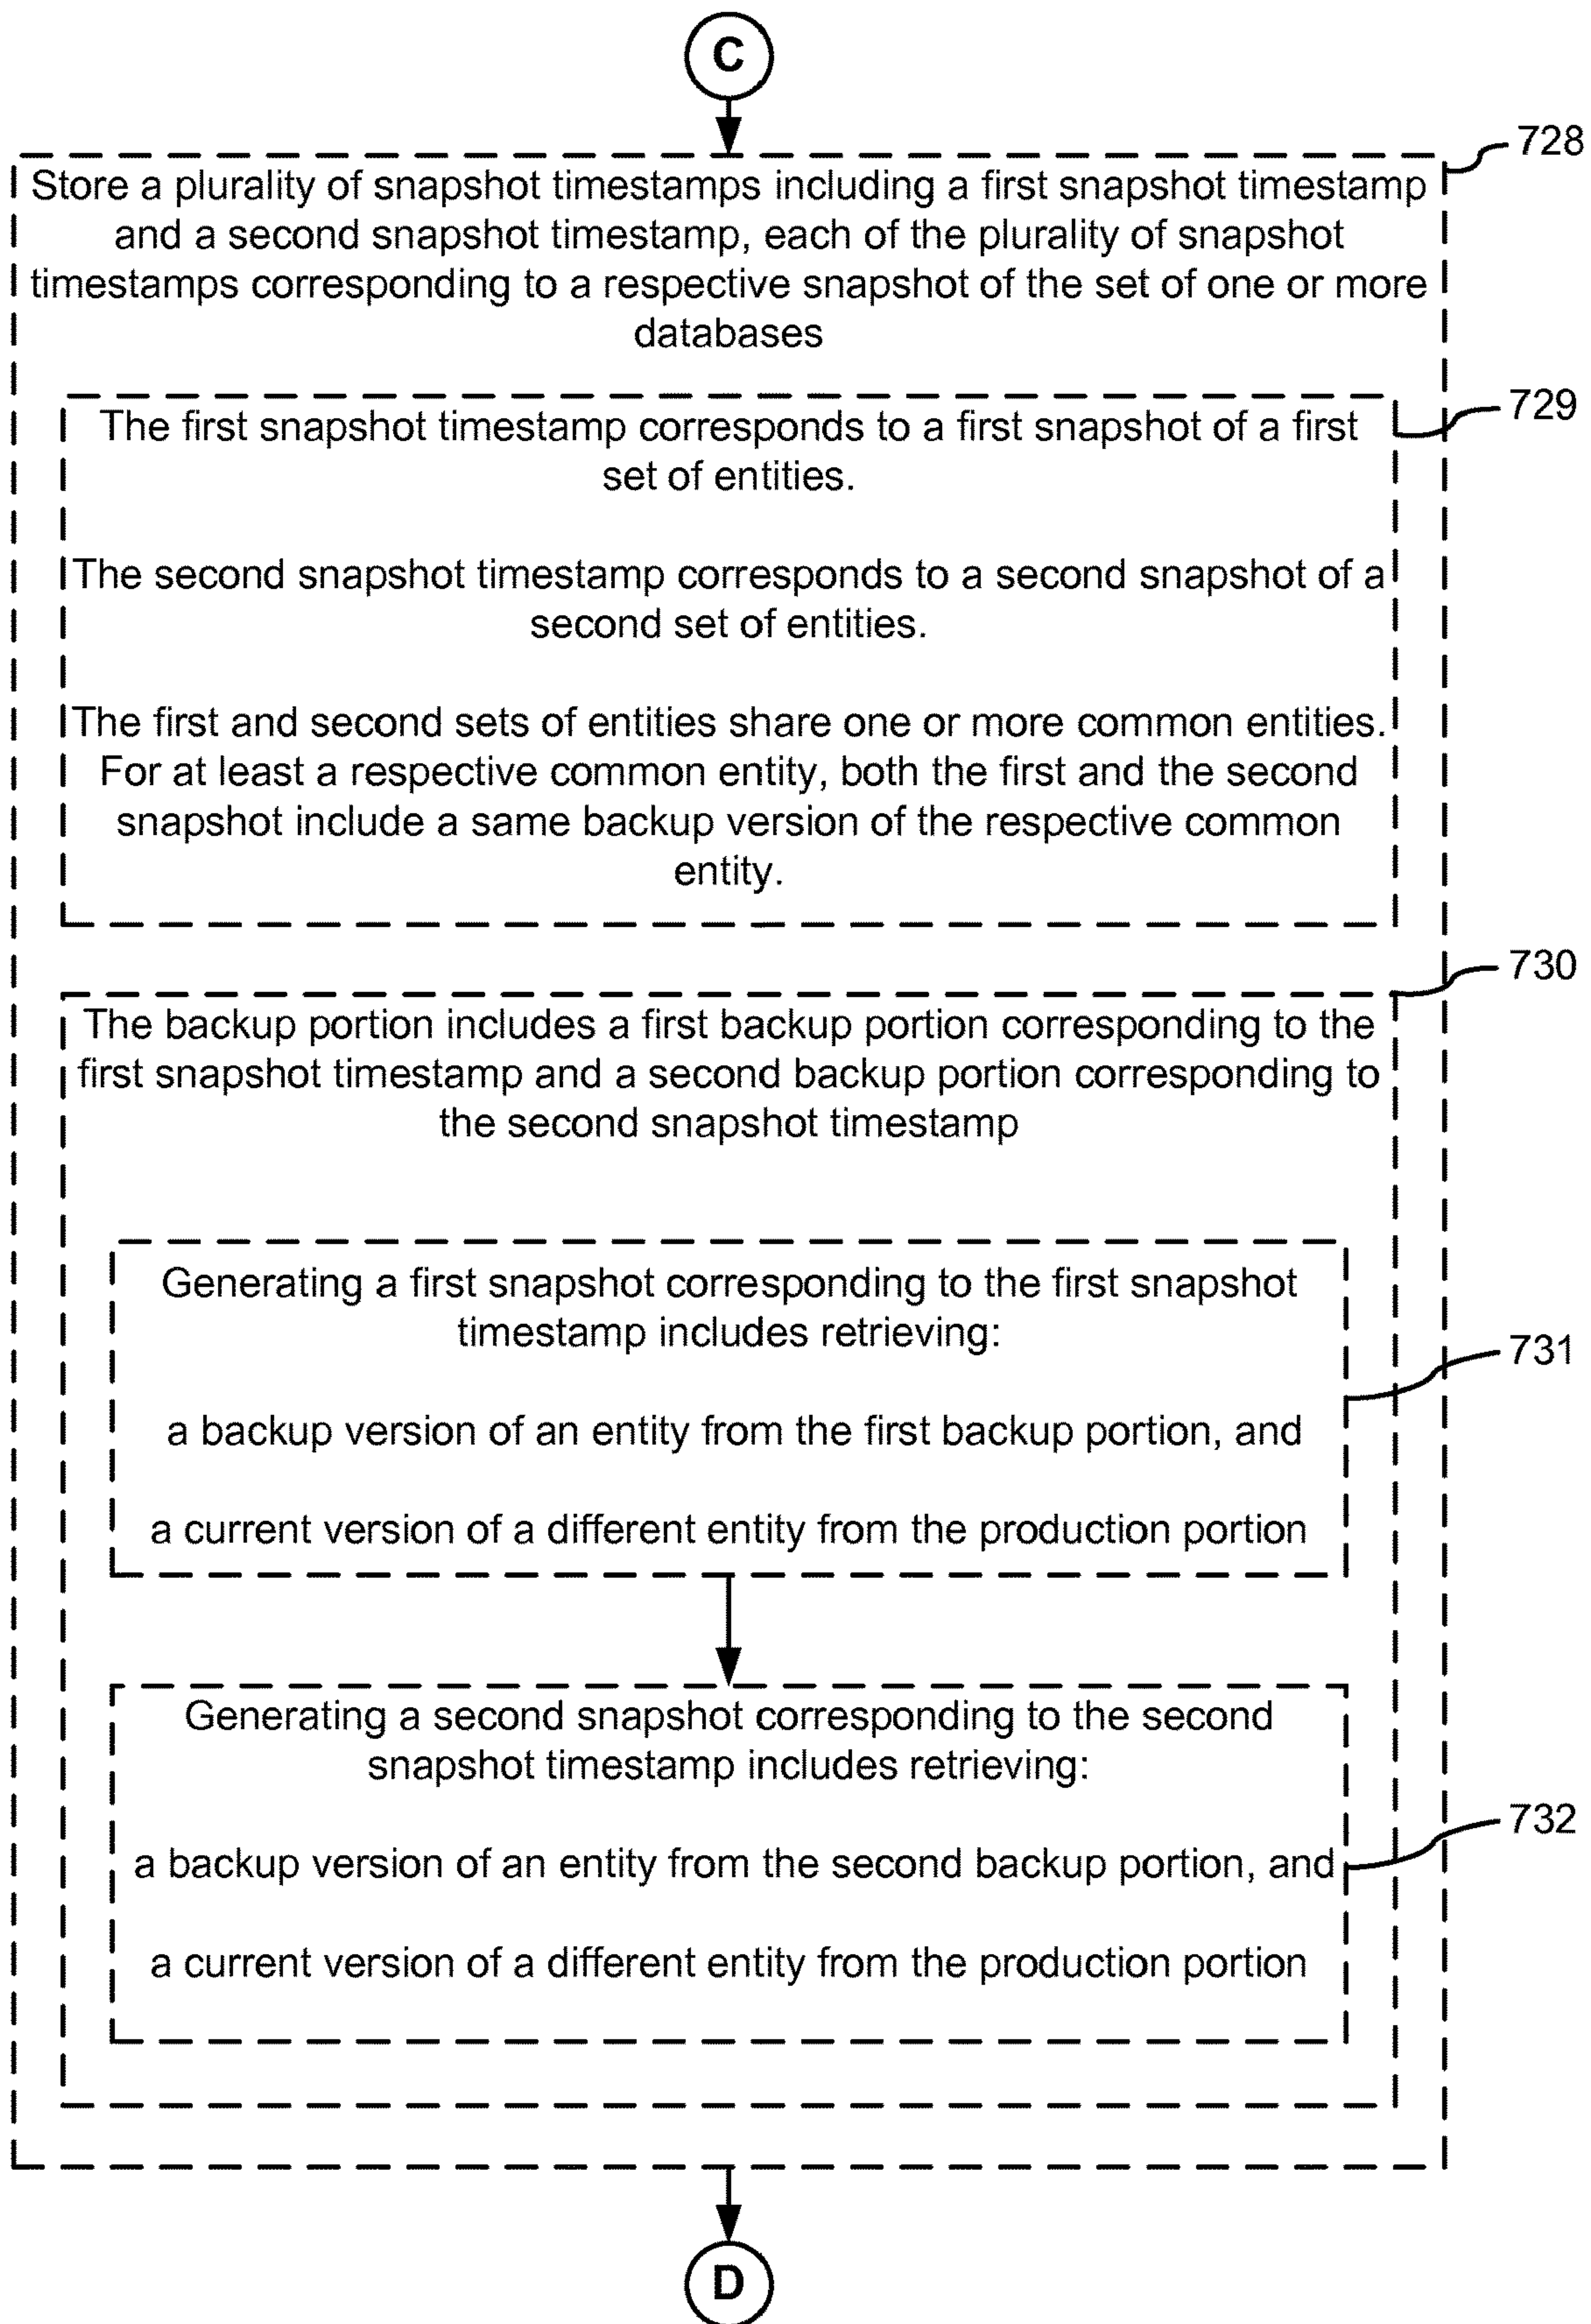 C
728
Store a plurality of snapshot timestamps including a first snapshot timestamp
and a second snapshot timestamp, each of the plurality of snapshot
timestamps corresponding to a respective snapshot of the set of one or more
databases
729
The first snapshot timestamp corresponds to a first snapshot of a first
set of entities.
The second snapshot timestamp corresponds to a second snapshot of a
second set of entities.
The first and second sets of entities share one or more common entities.
For at least a respective common entity, both the first and the second
snapshot include a same backup version of the respective common
entity.
730
The backup portion includes a first backup portion corresponding to the
first snapshot timestamp and a second backup portion corresponding to
the second snapshot timestamp
Generating a first snapshot corresponding to the first snapshot
timestamp includes retrieving:
731
a backup version of an entity from the first backup portion, and
a current version of a different entity from the production portion
Generating a second snapshot corresponding to the second
snapshot timestamp includes retrieving:
732
a backup version of an entity from the second backup portion, and
a current version of a different entity from the production portion
D